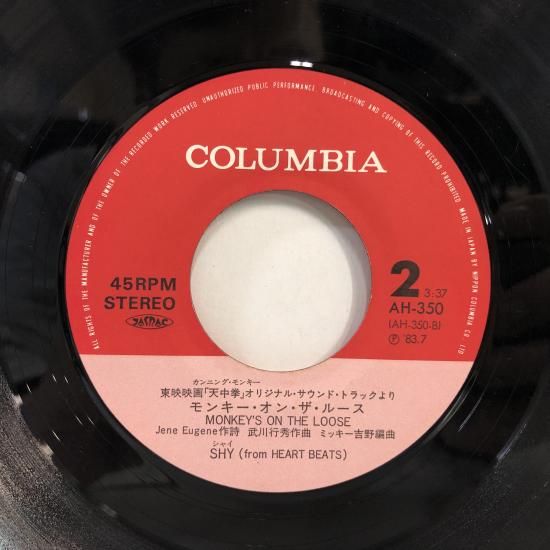 ALL RIGHTS OF THE MANUFACTURER AND OF THE OWNER OF THE RECORDED WORK RESERVED. UNAUTHORIZED PUBLIC PERFORMANCE, BROADCASTING AND COPYING OF THIS RECORD PROHIBITED. MADE IN JAPAN BY NIPPON COLUMBIA CO. LTD.
COLUMBIA
45RPM
STEREO
JASRAC
2 3:37
AH-350
(AH-350-B)
Ⓟ '83.7
カンニング・モンキー
東映映画「天中拳」オリジナル・サウンド・トラックより
モンキー・オン・ザ・ルース
MONKEY'S ON THE LOOSE
Jene Eugene作詩 武川行秀作曲 ミッキー吉野編曲
シャイ
SHY (from HEART BEATS)